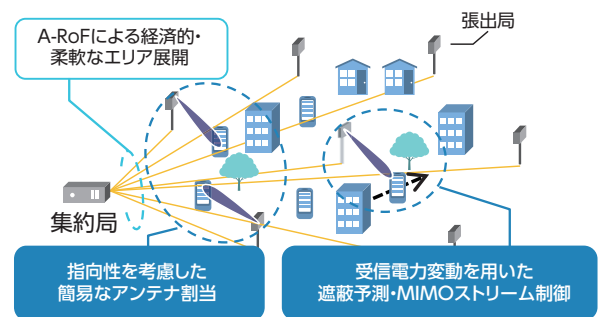 A-RoFによる経済的・
柔軟なエリア展開
張出局
集約局
指向性を考慮した
簡易なアンテナ割当
受信電力変動を用いた
遮蔽予測・MIMOストリーム制御